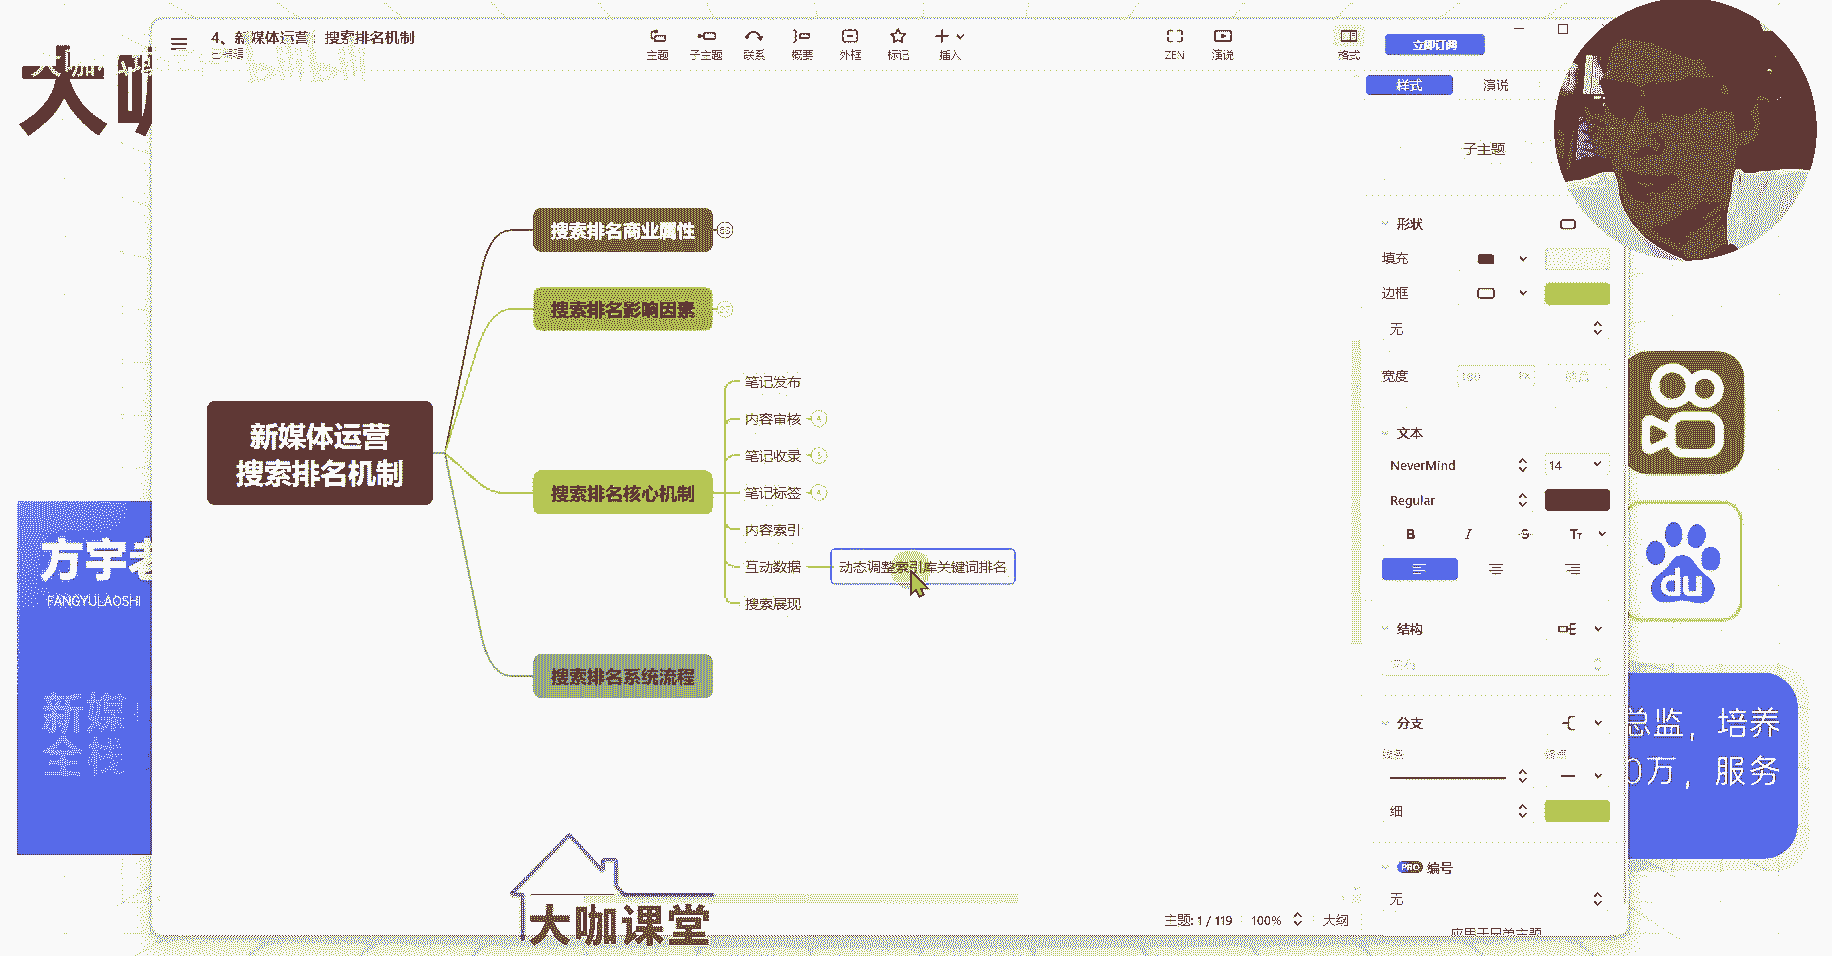 4、新媒体运营：搜索排名机制
已编辑
主题
子主题
联系
概要
外框
标记
插入
ZEN
演说
格式
立即订阅
样式
演说
大咖
子主题
形状
填充
边框
无
宽度
文本
NeverMind
14
Regular
B
I
S
Tт
结构
分支
细
PRO
编号
无
应用于兄弟主题
搜索排名商业属性
搜索排名影响因素
新媒体运营
搜索排名机制
搜索排名核心机制
笔记发布
内容审核
4
笔记收录
笔记标签
4
内容索引
互动数据
动态调整索引库关键词排名
搜索展现
搜索排名系统流程
方宇老
FANGYULAOSHI
新媒
全栈
du
总监，培养
0万，服务
大咖课堂
主题: 1 / 119
100%
大纲